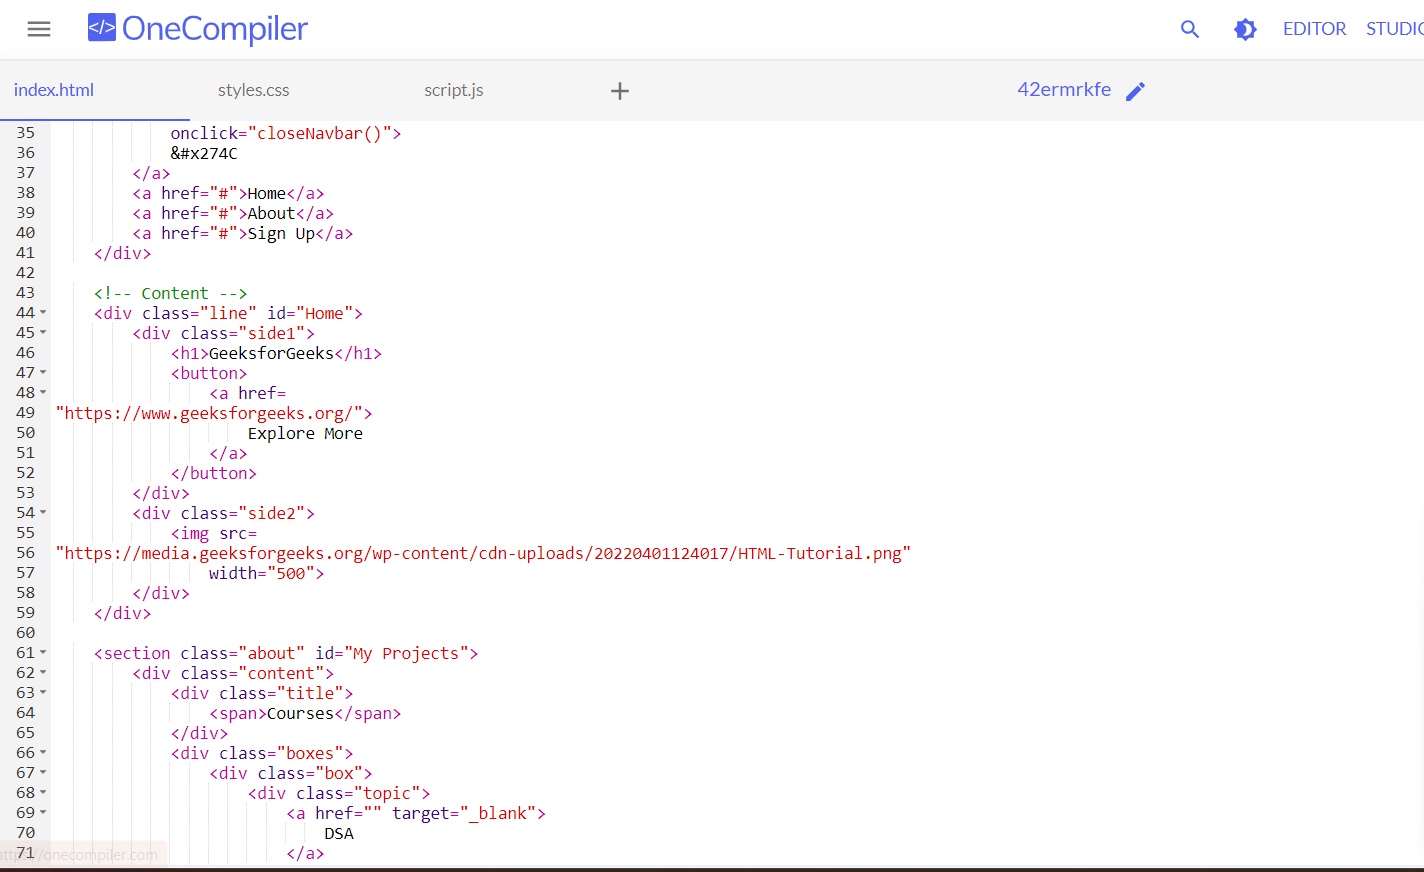 </> OneCompiler
EDITOR
STUDIO
index.html
styles.css
script.js
+
42ermrkfe
35 onclick="closeNavbar()">
36 &#x274C
37 </a>
38 <a href="#">Home</a>
39 <a href="#">About</a>
40 <a href="#">Sign Up</a>
41 </div>
42
43 <!-- Content -->
44 <div class="line" id="Home">
45 <div class="side1">
46 <h1>GeeksforGeeks</h1>
47 <button>
48 <a href=
49 "https://www.geeksforgeeks.org/">
50 Explore More
51 </a>
52 </button>
53 </div>
54 <div class="side2">
55 <img src=
56 "https://media.geeksforgeeks.org/wp-content/cdn-uploads/20220401124017/HTML-Tutorial.png"
57 width="500">
58 </div>
59 </div>
60
61 <section class="about" id="My Projects">
62 <div class="content">
63 <div class="title">
64 <span>Courses</span>
65 </div>
66 <div class="boxes">
67 <div class="box">
68 <div class="topic">
69 <a href="" target="_blank">
70 DSA
71 </a>
https://onecompiler.com